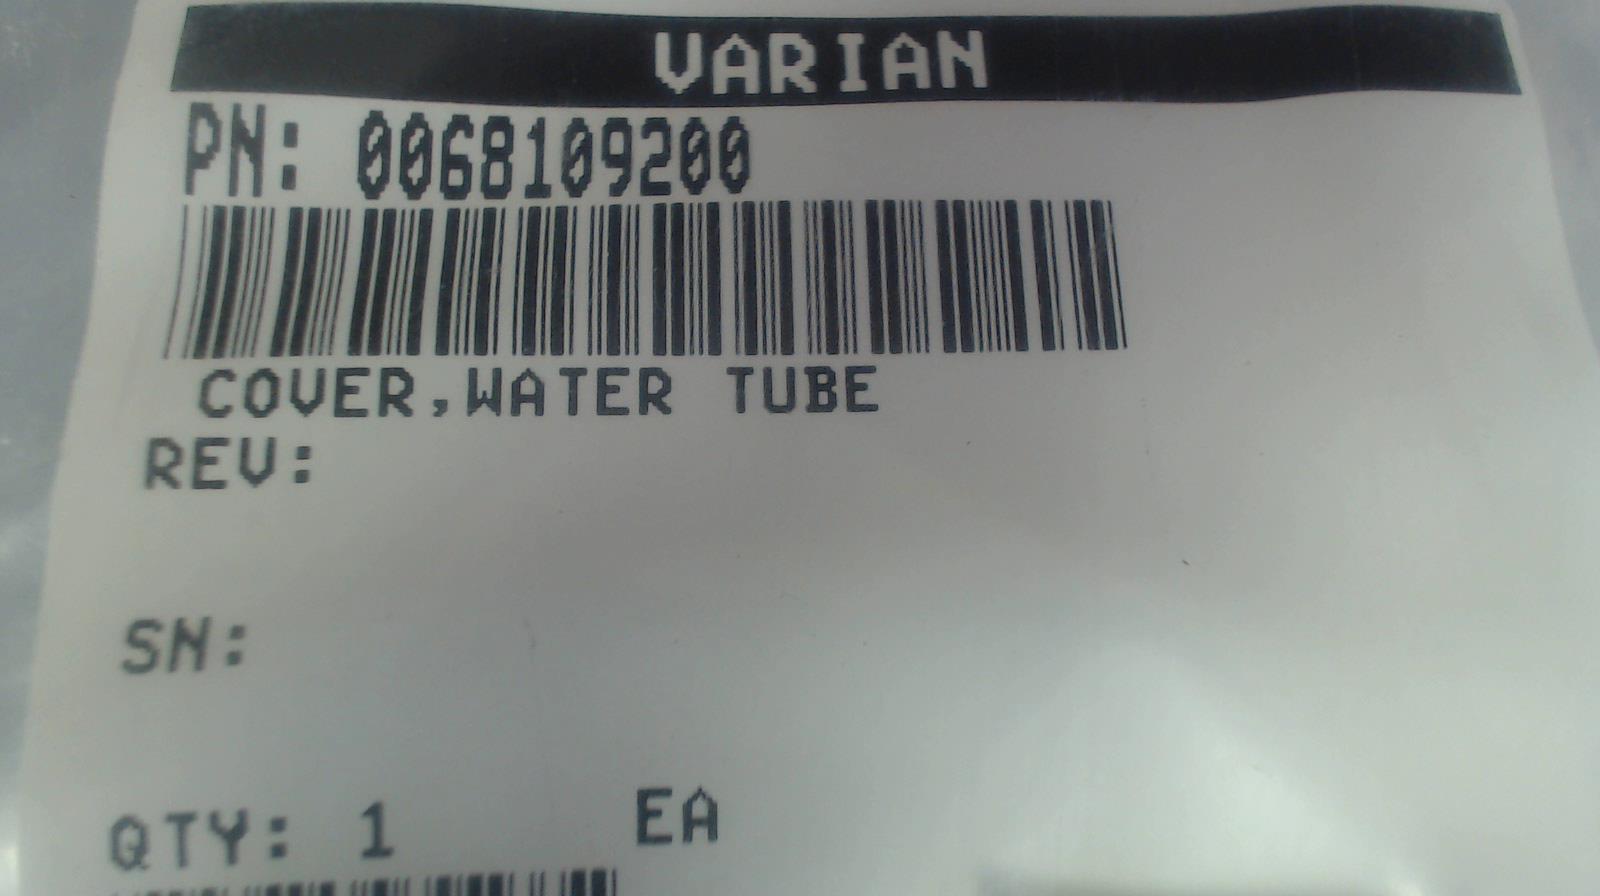 VARIAN
PN: 0068109200
COVER,WATER TUBE
REV:
SN:
QTY: 1 EA